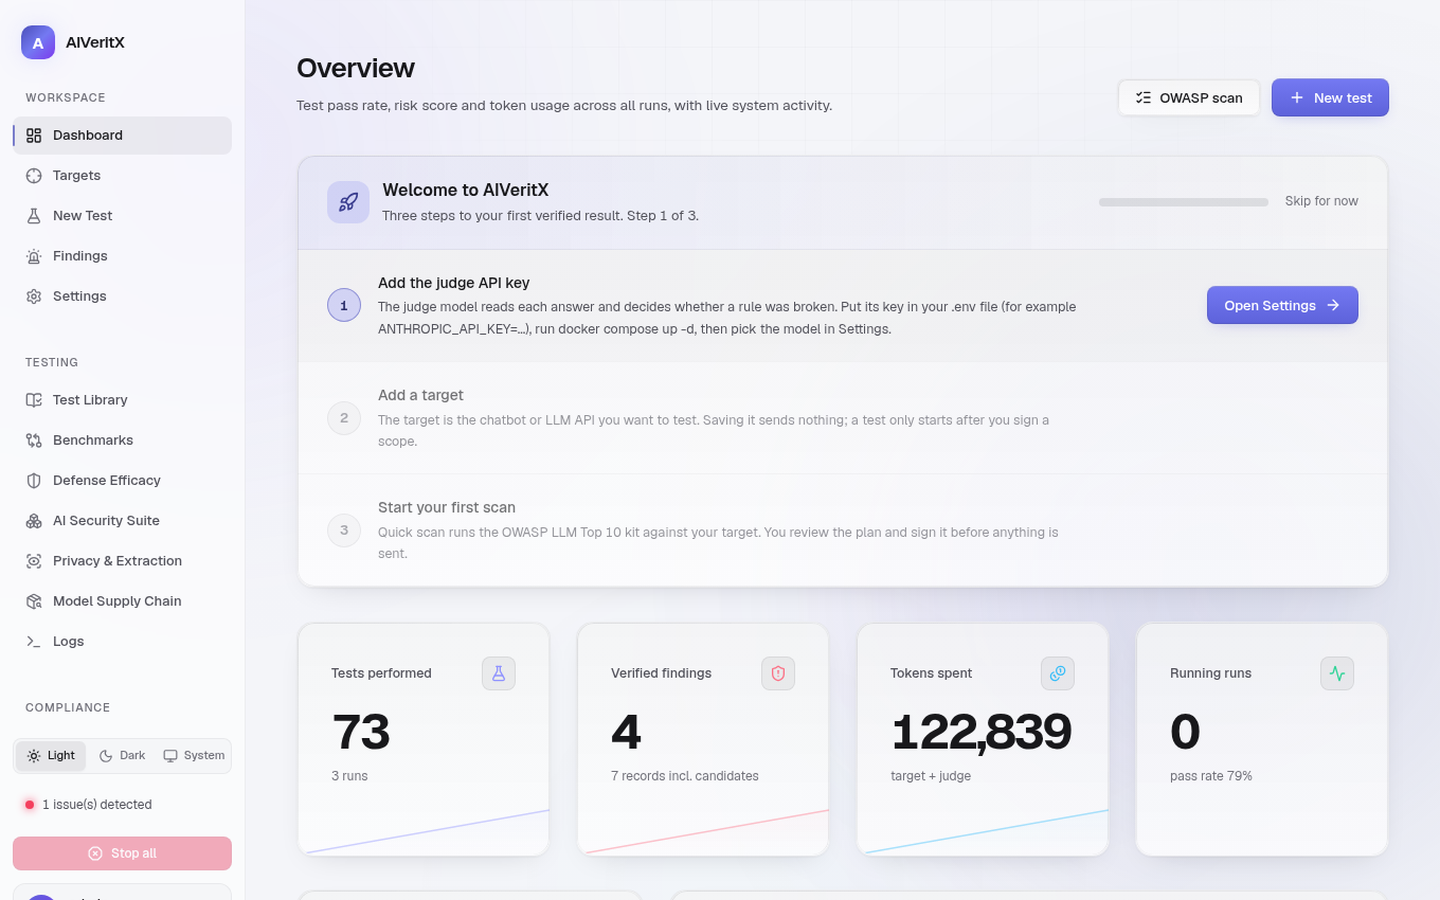 A AIVeritX
WORKSPACE
Dashboard
Targets
New Test
Findings
Settings
TESTING
Test Library
Benchmarks
Defense Efficacy
AI Security Suite
Privacy & Extraction
Model Supply Chain
Logs
COMPLIANCE
Light Dark System
1 issue(s) detected
Stop all
Overview
Test pass rate, risk score and token usage across all runs, with live system activity.
OWASP scan
New test
Welcome to AIVeritX
Three steps to your first verified result. Step 1 of 3.
Skip for now
1
Add the judge API key
The judge model reads each answer and decides whether a rule was broken. Put its key in your .env file (for example
ANTHROPIC_API_KEY=…), run docker compose up -d, then pick the model in Settings.
Open Settings
2
Add a target
The target is the chatbot or LLM API you want to test. Saving it sends nothing; a test only starts after you sign a
scope.
3
Start your first scan
Quick scan runs the OWASP LLM Top 10 kit against your target. You review the plan and sign it before anything is
sent.
Tests performed
73
3 runs
Verified findings
4
7 records incl. candidates
Tokens spent
122,839
target + judge
Running runs
0
pass rate 79%